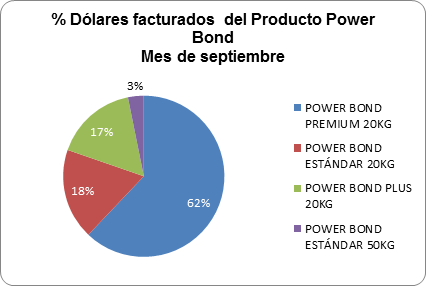 % Dólares facturados  del Producto Power
Bond
Mes de septiembre
3%
17%
18%
62%
POWER BOND
PREMIUM 20KG
POWER BOND
ESTÁNDAR 20KG
POWER BOND PLUS
20KG
POWER BOND
ESTÁNDAR 50KG